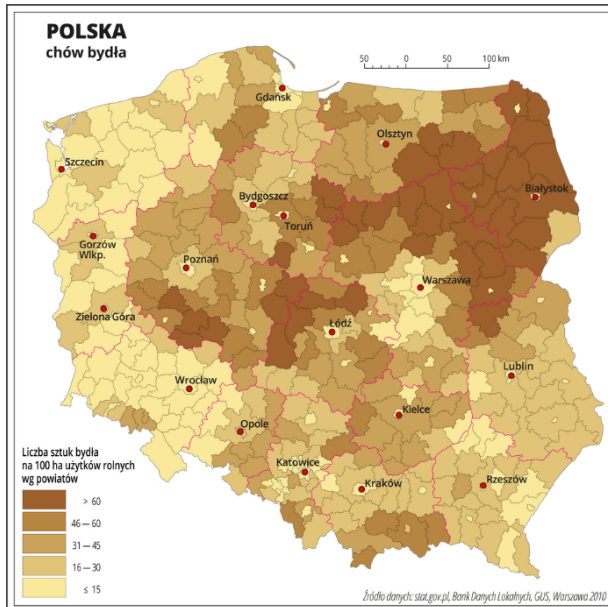 POLSKA
chów bydła
50 0 50 100 km
Gdańsk
Olsztyn
Szczecin
Białystok
Bydgoszcz
Toruń
Gorzów
Wlkp.
Poznań
Warszawa
Zielona Góra
Łódź
Wrocław
Lublin
Kielce
Opole
Katowice
Kraków
Rzeszów
Liczba sztuk bydła
na 100 ha użytków rolnych
wg powiatów
> 60
46 — 60
31 — 45
16 — 30
≤ 15
Źródło danych: stat.gov.pl, Bank Danych Lokalnych, GUS, Warszawa 2010